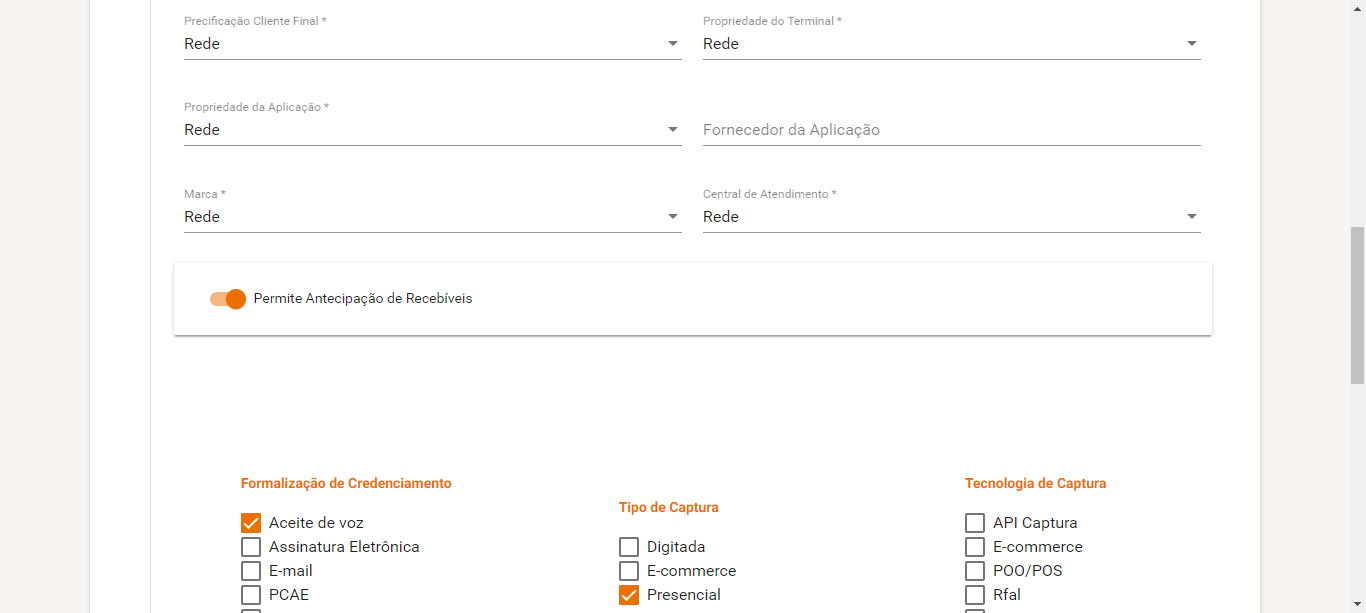 Precificação Cliente Final *
Rede
Propriedade do Terminal *
Rede
Propriedade da Aplicação *
Rede
Fornecedor da Aplicação
Marca *
Rede
Central de Atendimento *
Rede
Permite Antecipação de Recebíveis
Formalização de Credenciamento
Aceite de voz
Assinatura Eletrônica
E-mail
PCAE
Tipo de Captura
Digitada
E-commerce
Presencial
Tecnologia de Captura
API Captura
E-commerce
POO/POS
Rfal